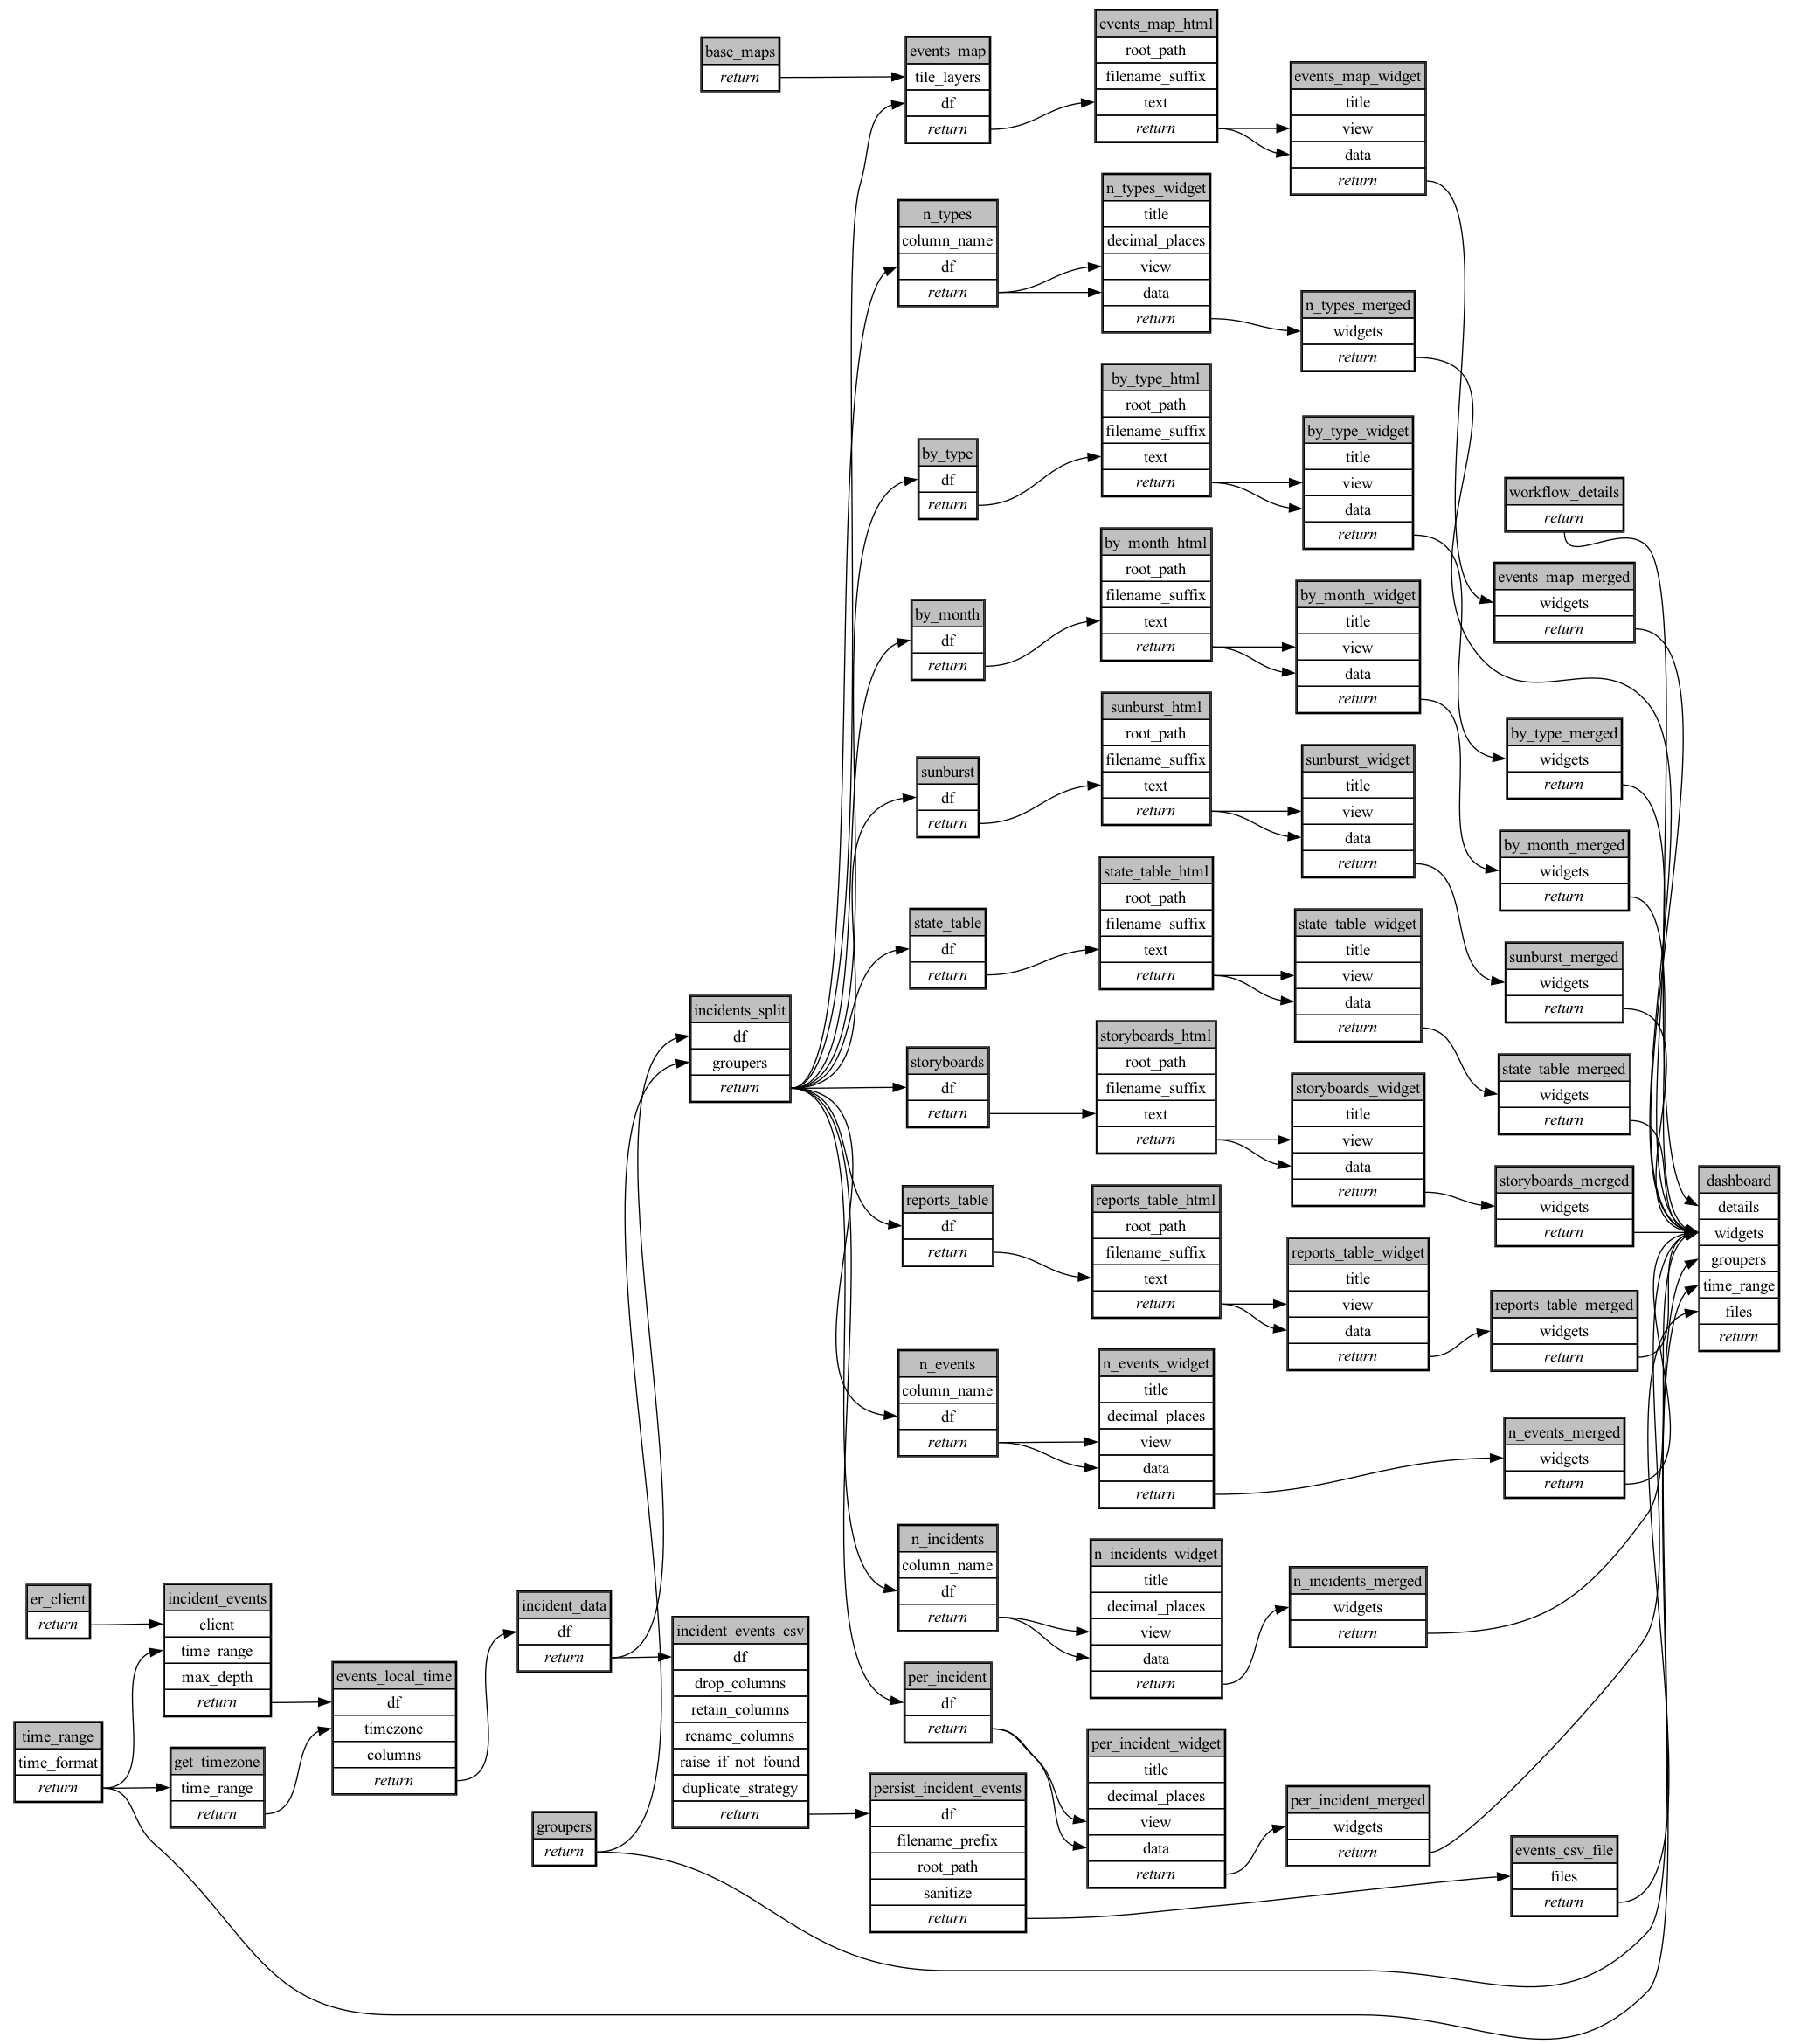 base_maps
return
events_map
tile_layers
df
return
events_map_html
root_path
filename_suffix
text
return
events_map_widget
title
view
data
return
n_types
column_name
df
return
n_types_widget
title
decimal_places
view
data
return
n_types_merged
widgets
return
by_type
df
return
by_type_html
root_path
filename_suffix
text
return
by_type_widget
title
view
data
return
workflow_details
return
events_map_merged
widgets
return
by_month
df
return
by_month_html
root_path
filename_suffix
text
return
by_month_widget
title
view
data
return
by_type_merged
widgets
return
sunburst
df
return
sunburst_html
root_path
filename_suffix
text
return
sunburst_widget
title
view
data
return
by_month_merged
widgets
return
state_table
df
return
state_table_html
root_path
filename_suffix
text
return
state_table_widget
title
view
data
return
sunburst_merged
widgets
return
incidents_split
df
groupers
return
storyboards
df
return
storyboards_html
root_path
filename_suffix
text
return
storyboards_widget
title
view
data
return
state_table_merged
widgets
return
storyboards_merged
widgets
return
dashboard
details
widgets
groupers
time_range
files
return
reports_table
df
return
reports_table_html
root_path
filename_suffix
text
return
reports_table_widget
title
view
data
return
reports_table_merged
widgets
return
n_events
column_name
df
return
n_events_widget
title
decimal_places
view
data
return
n_events_merged
widgets
return
n_incidents
column_name
df
return
n_incidents_widget
title
decimal_places
view
data
return
n_incidents_merged
widgets
return
er_client
return
incident_events
client
time_range
max_depth
return
events_local_time
df
timezone
columns
return
incident_data
df
return
incident_events_csv
df
drop_columns
retain_columns
rename_columns
raise_if_not_found
duplicate_strategy
return
per_incident
df
return
per_incident_widget
title
decimal_places
view
data
return
per_incident_merged
widgets
return
time_range
time_format
return
get_timezone
time_range
return
groupers
return
persist_incident_events
df
filename_prefix
root_path
sanitize
return
events_csv_file
files
return